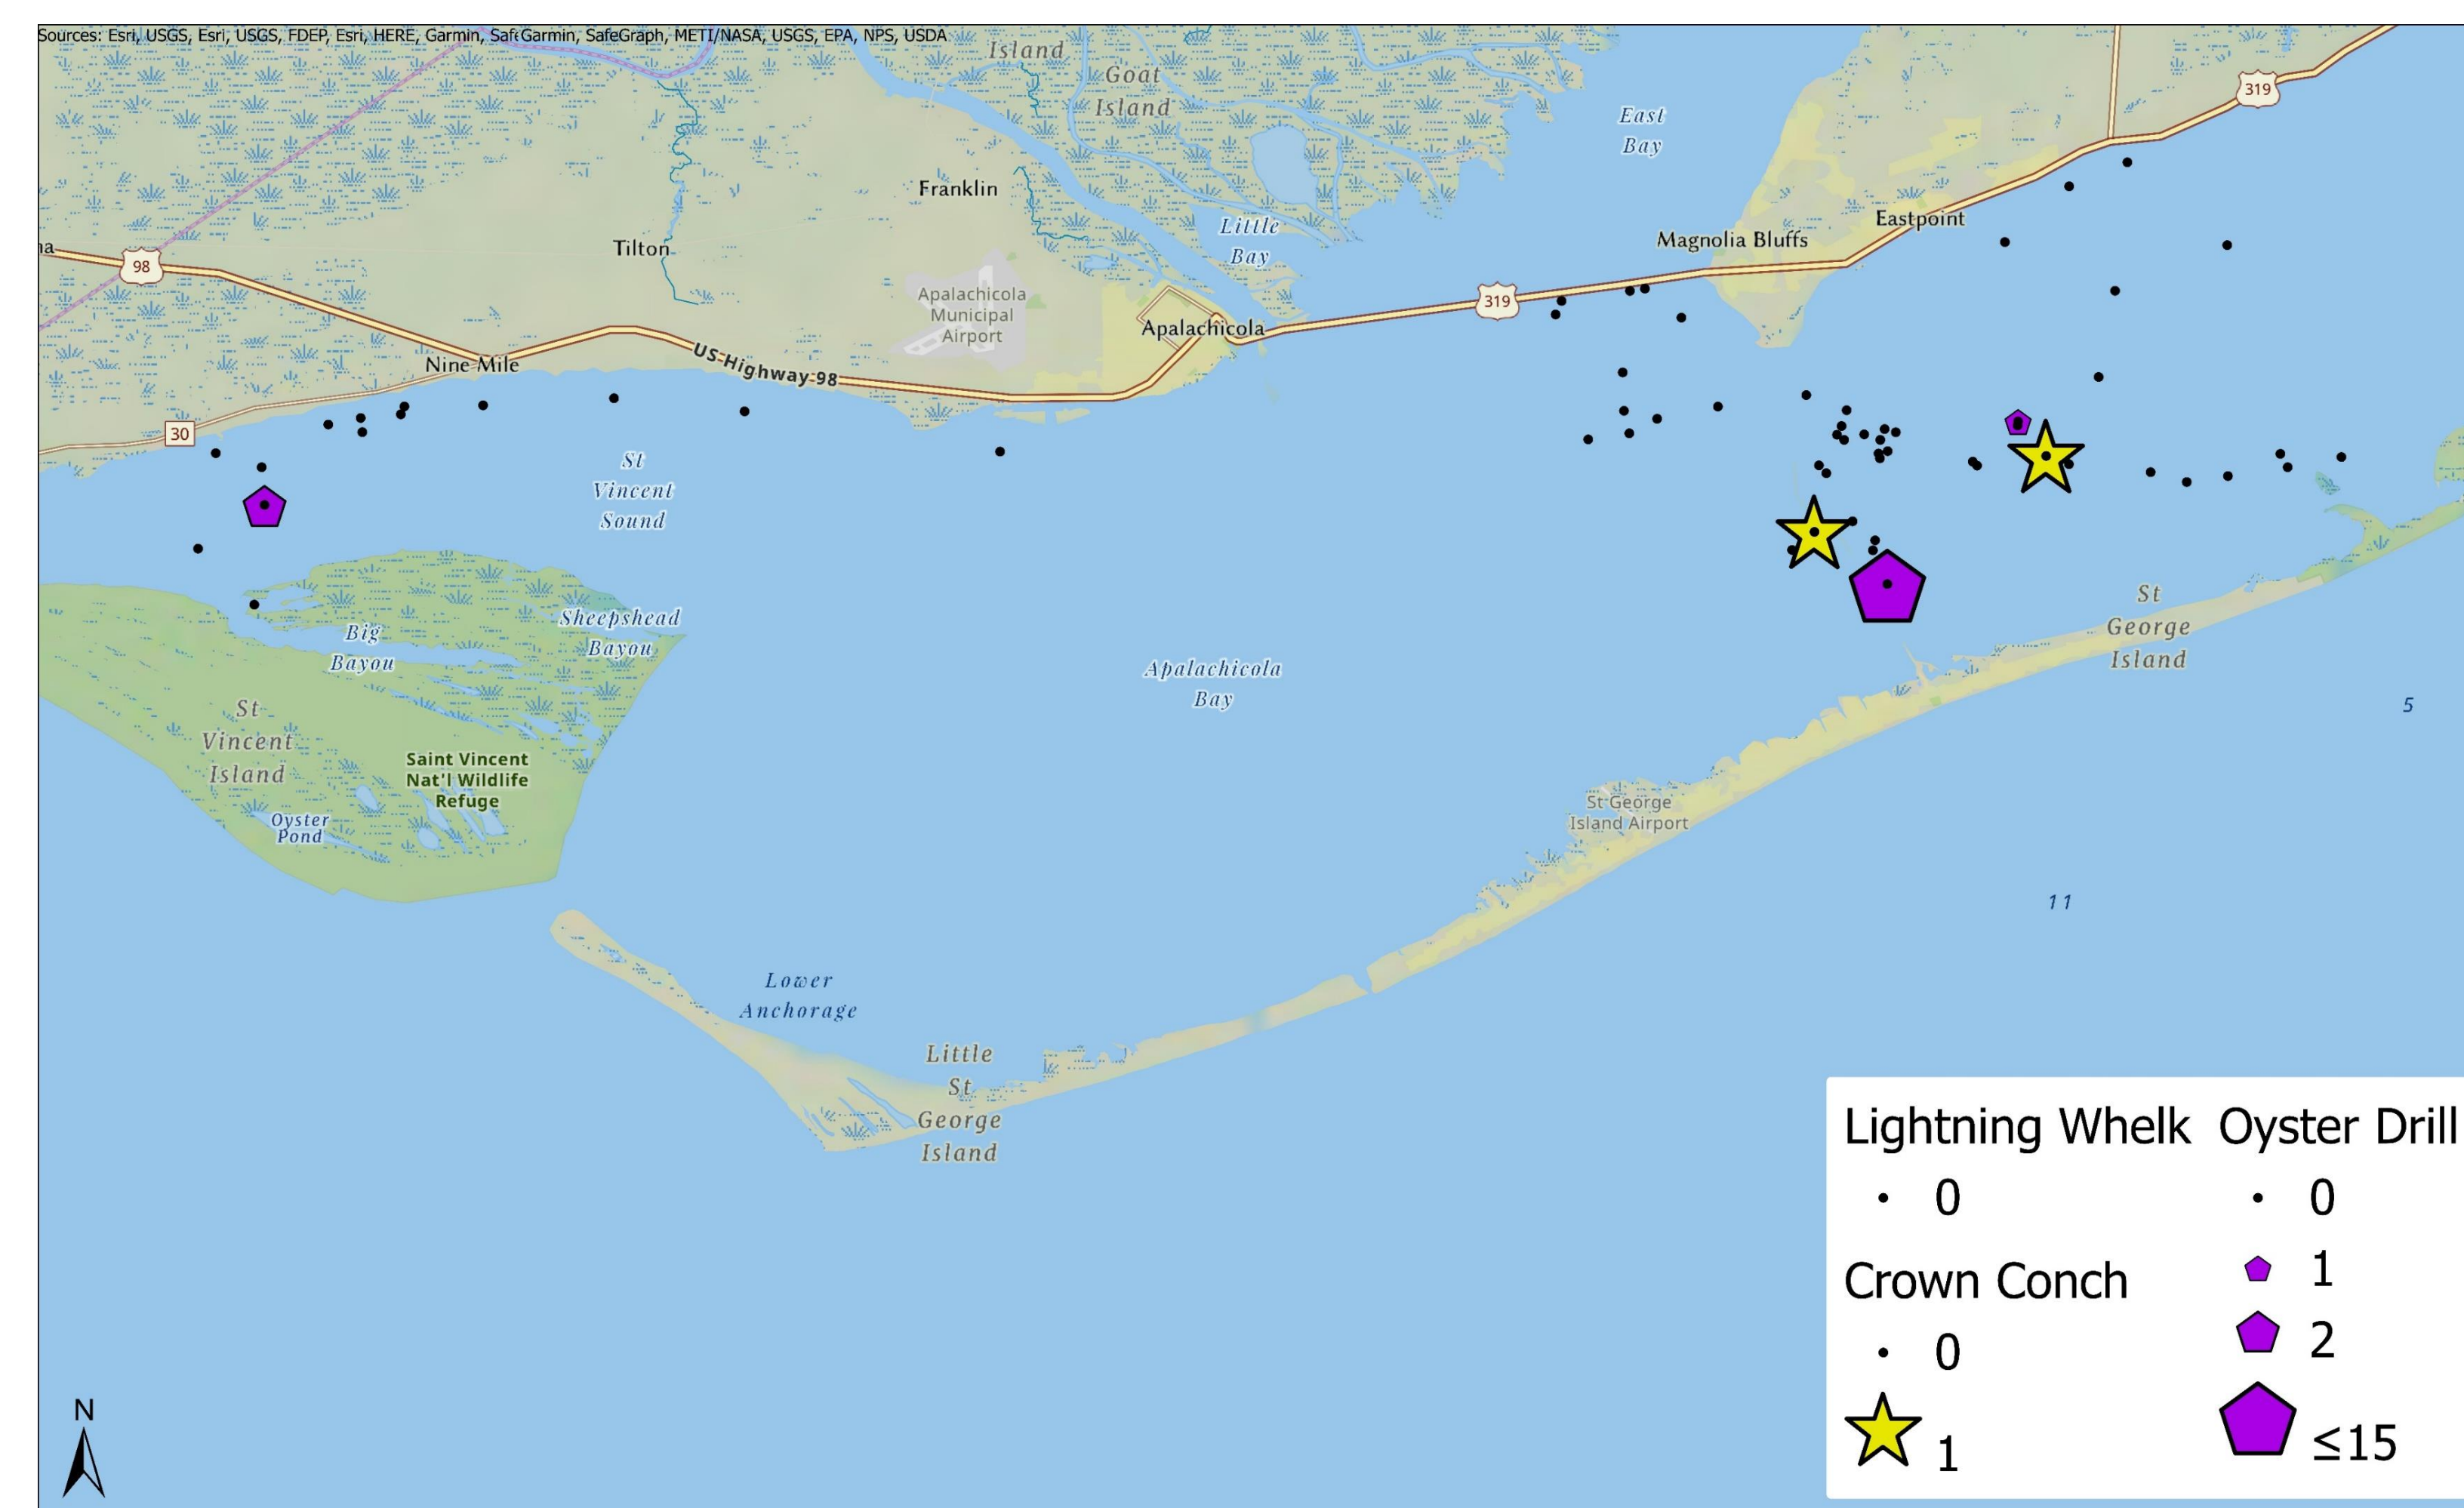 Sources: Esri, USGS, Esri, USGS, FDEP, Esri, HERE, Garmin, Saf Garmin, SafeGraph, METI/NASA, USGS, EPA, NPS, USDA
Island
Goat
Island
East
Bay
319
Franklin
Little
Bay
Eastpoint
Magnolia Bluffs
Tilton
na
98
Apalachicola
Municipal
Airport
319
Apalachicola
Nine Mile
US Highway 98
30
St
Vincent
Sound
Sheepshead
Bayou
Big
Bayou
St
George
Island
Apalachicola
Bay
5
St
Vincent
Island
Saint Vincent
Nat'l Wildlife
Refuge
Oyster
Pond
St George
Island Airport
11
Lower
Anchorage
Little
St
George
Island
Lightning Whelk
0
Crown Conch
0
1
Oyster Drill
0
1
2
≤15
N